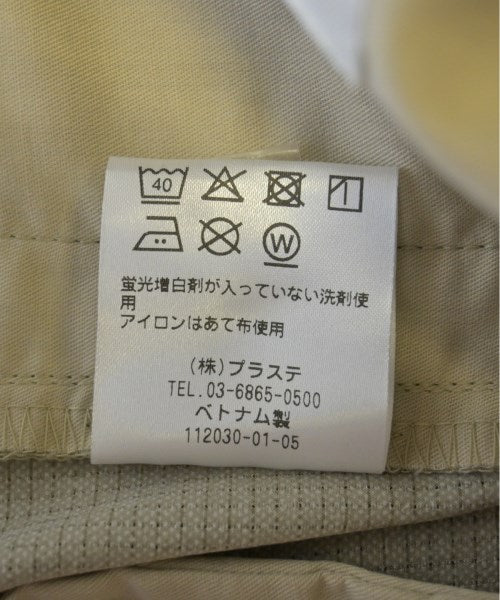 40
W
蛍光増白剤が入っていない洗剤使
用
アイロンはあて布使用
(株)プラステ
TEL.03-6865-0500
ベトナム製
112030-01-05